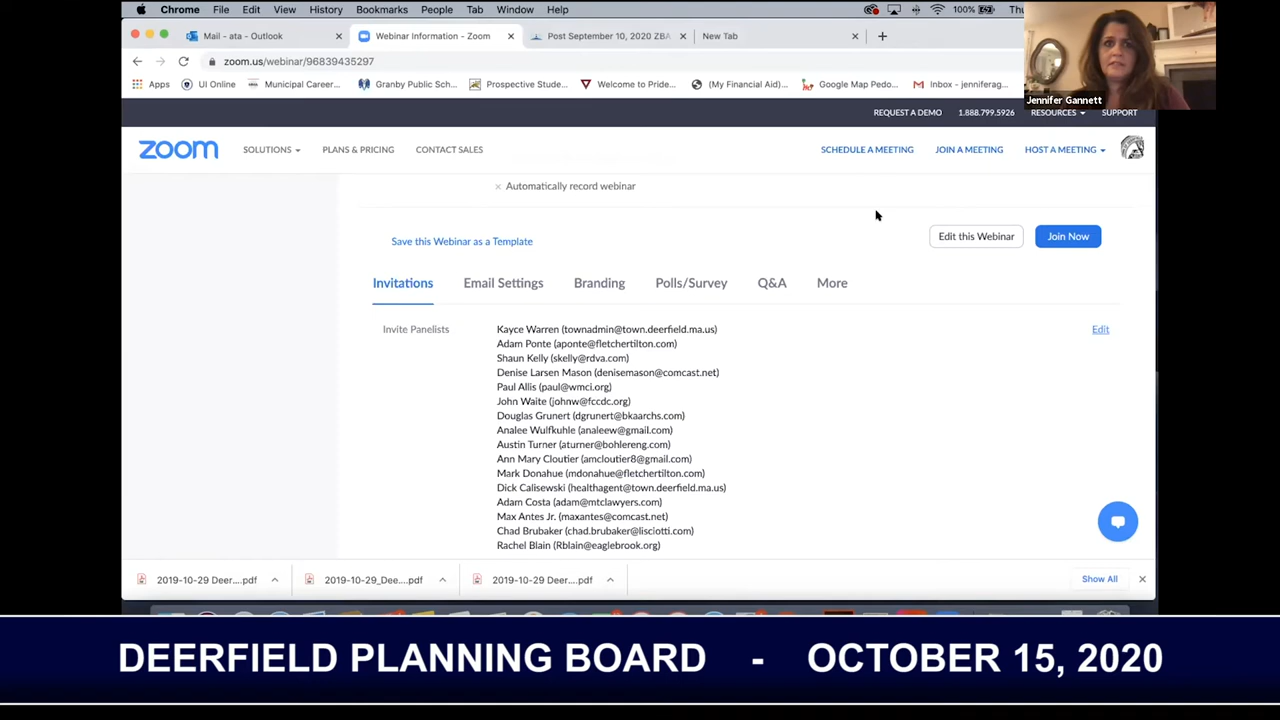 Chrome File Edit View History Bookmarks People Tab Window Help 100% Thu
Mail - ata - Outlook × Webinar Information - Zoom × Post September 10, 2020 ZBA × New Tab × +
zoom.us/webinar/96839435297
Apps UI Online Municipal Career... Granby Public Sch... Prospective Stude... Welcome to Pride... (My Financial Aid)... Google Map Pedo... Inbox - jenniferag...
Jennifer Gannett
REQUEST A DEMO 1.888.799.5926 RESOURCES SUPPORT
zoom SOLUTIONS PLANS & PRICING CONTACT SALES SCHEDULE A MEETING JOIN A MEETING HOST A MEETING
× Automatically record webinar
Save this Webinar as a Template Edit this Webinar Join Now
Invitations Email Settings Branding Polls/Survey Q&A More
Invite Panelists Kayce Warren (townadmin@town.deerfield.ma.us) Edit
Adam Ponte (aponte@fletchertilton.com)
Shaun Kelly (skelly@rdva.com)
Denise Larsen Mason (denisemason@comcast.net)
Paul Allis (paul@wmci.org)
John Waite (johnw@fccdc.org)
Douglas Grunert (dgrunert@bkaarchs.com)
Analee Wulfkuhle (analeew@gmail.com)
Austin Turner (aturner@bohlereng.com)
Ann Mary Cloutier (amcloutier8@gmail.com)
Mark Donahue (mdonahue@fletchertilton.com)
Dick Calisewski (healthagent@town.deerfield.ma.us)
Adam Costa (adam@mtclawyers.com)
Max Antes Jr. (maxantes@comcast.net)
Chad Brubaker (chad.brubaker@lisciotti.com)
Rachel Blain (Rblain@eaglebrook.org)
2019-10-29 Deer....pdf 2019-10-29_Deer....pdf 2019-10-29 Deer....pdf Show All ×
DEERFIELD PLANNING BOARD - OCTOBER 15, 2020